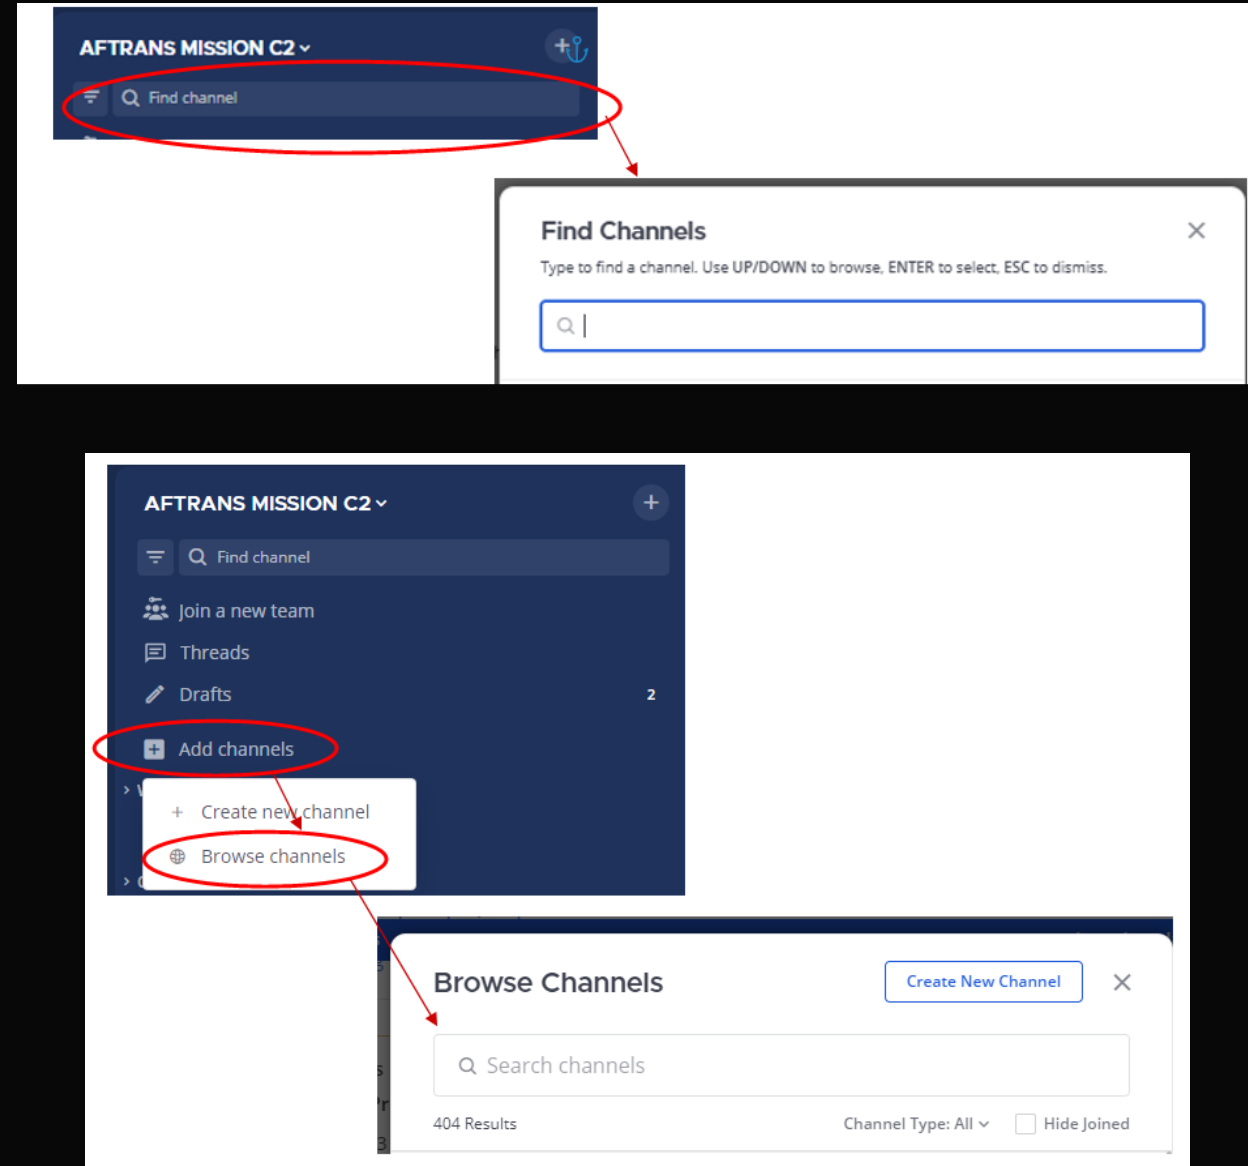 AFTRANS MISSION C2
Find channel
Find Channels
Type to find a channel. Use UP/DOWN to browse, ENTER to select, ESC to dismiss.
AFTRANS MISSION C2
Find channel
Join a new team
Threads
Drafts 2
Add channels
Create new channel
Browse channels
Browse Channels Create New Channel
Search channels
404 Results Channel Type: All Hide Joined